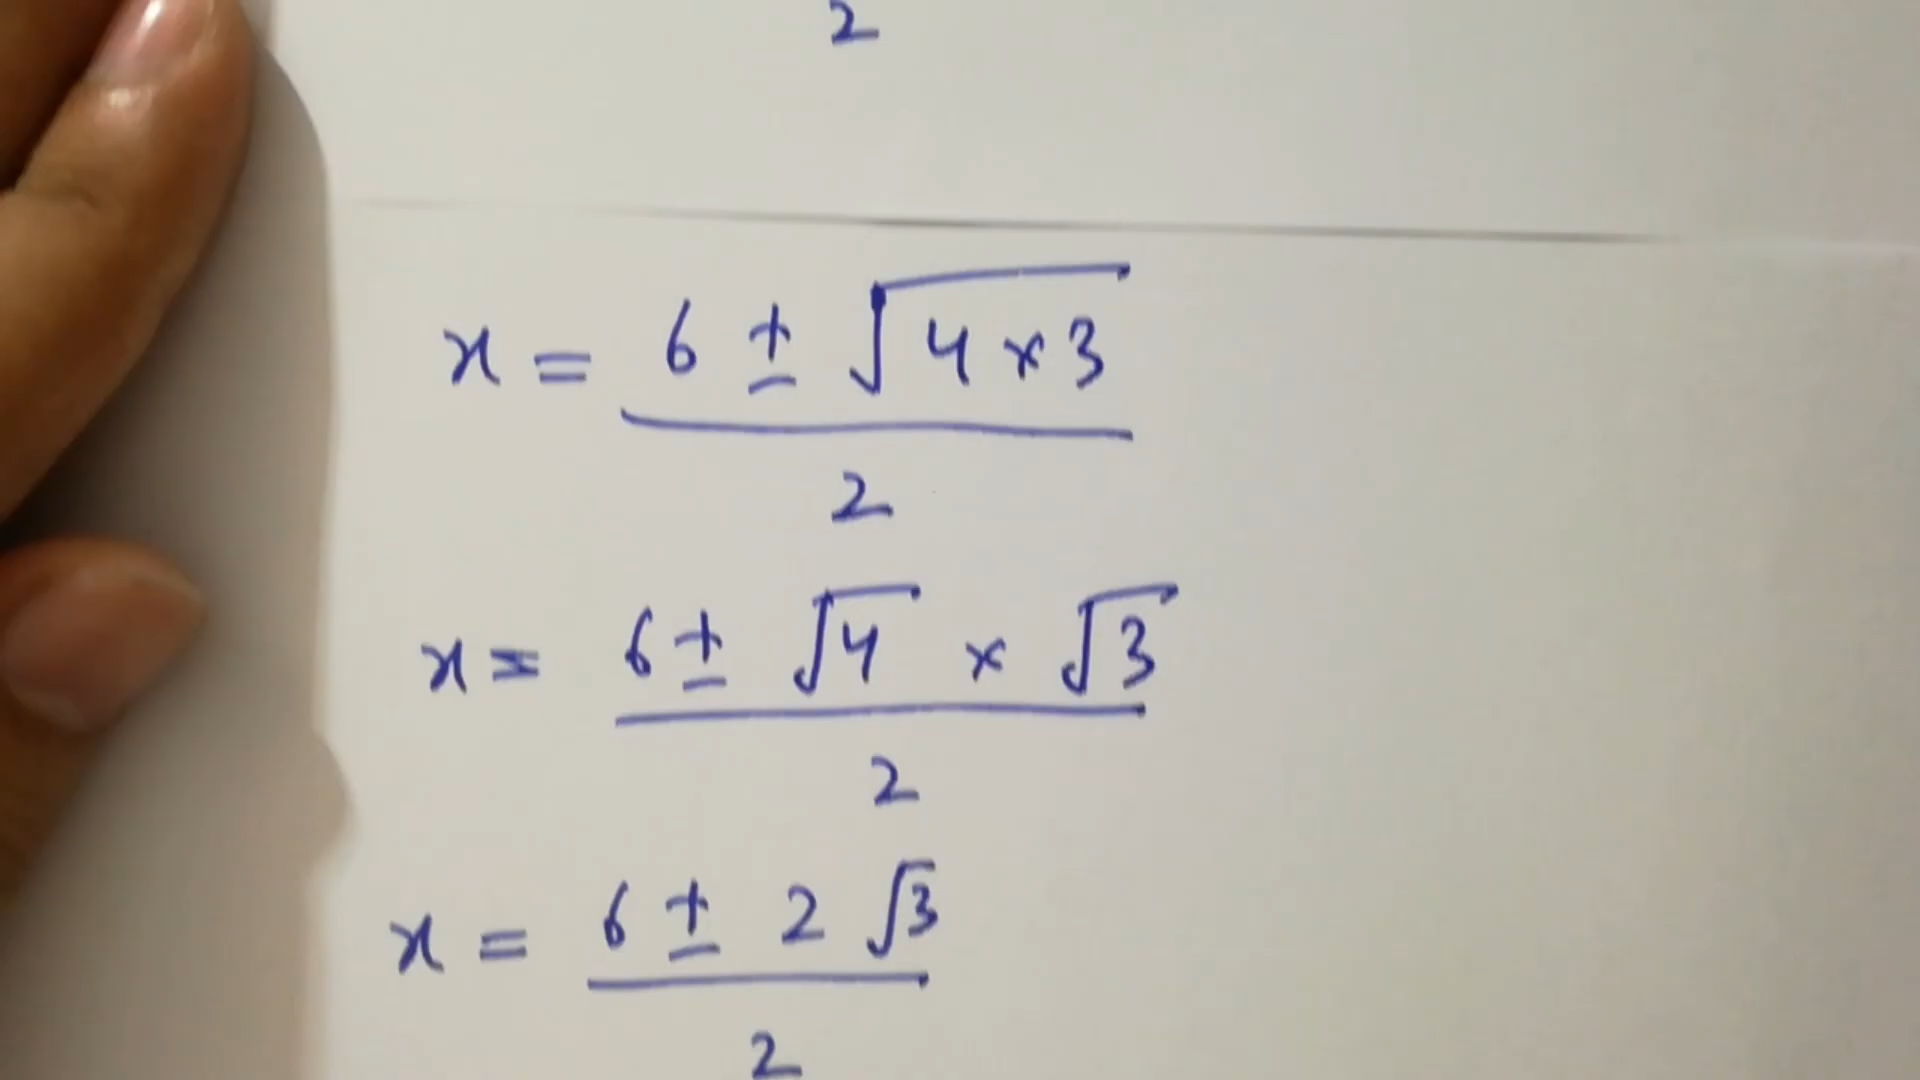 2
x = 6 ± √4×3
2
x = 6 ± √4 × √3
2
x = 6 ± 2 √3
2